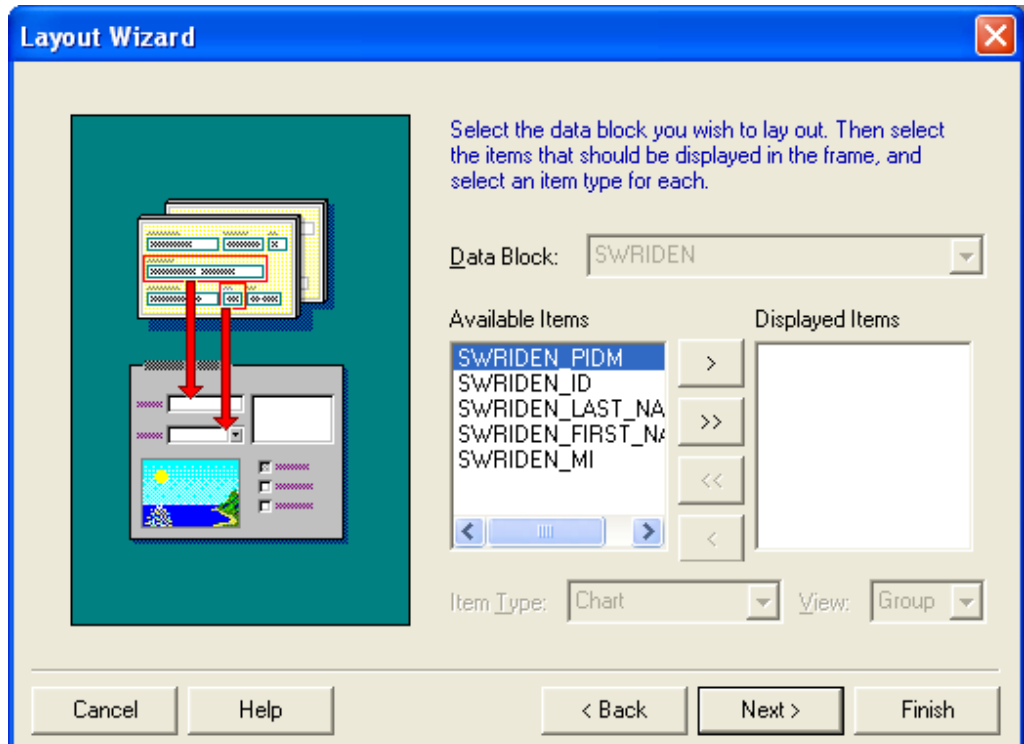 Layout Wizard
Select the data block you wish to lay out. Then select
the items that should be displayed in the frame, and
select an item type for each.
Data Block: SWRIDEN
Available Items Displayed Items
SWRIDEN_PIDM >
SWRIDEN_ID
SWRIDEN_LAST_NA
SWRIDEN_FIRST_NA >>
SWRIDEN_MI
<<
<
Item Type: Chart View: Group
Cancel Help < Back Next > Finish